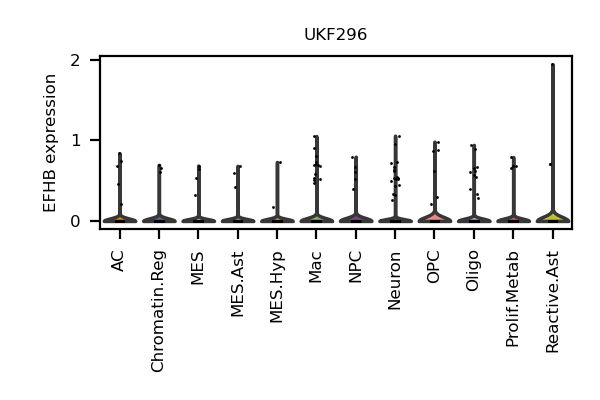 UKF296
EFHB expression
2
1
0
AC
Chromatin.Reg
MES
MES.Ast
MES.Hyp
Mac
NPC
Neuron
OPC
Oligo
Prolif.Metab
Reactive.Ast